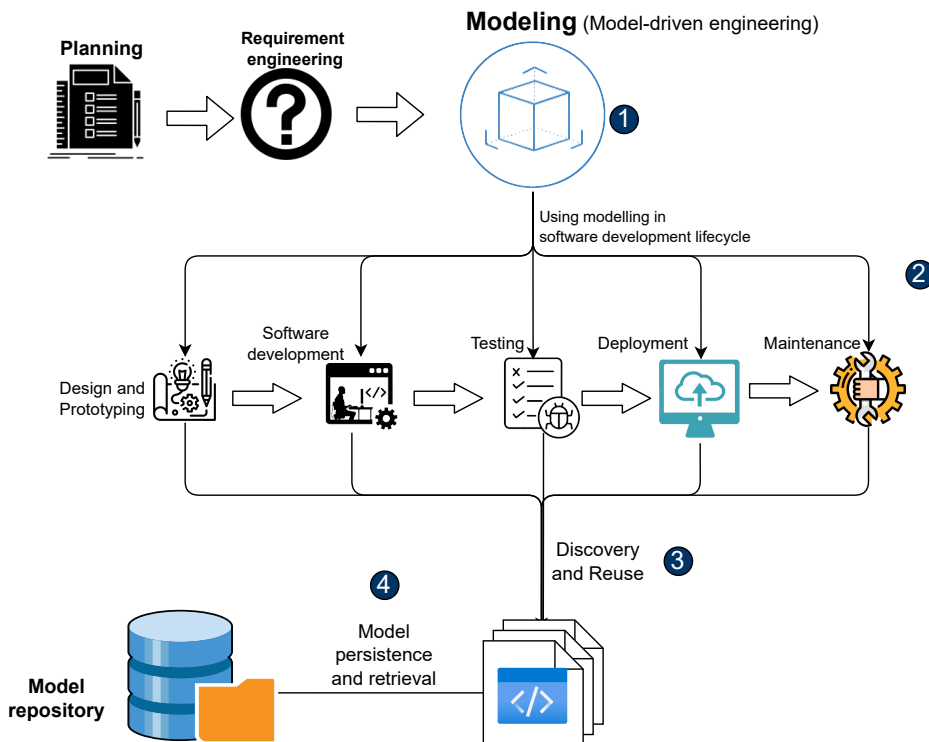 Modeling (Model-driven engineering)
Planning
Requirement
engineering
1
Using modelling in
software development lifecycle
2
Software
development
Testing
Deployment
Maintenance
Design and
Prototyping
</>
Discovery
and Reuse
3
4
Model
persistence
and retrieval
Model
repository
</>